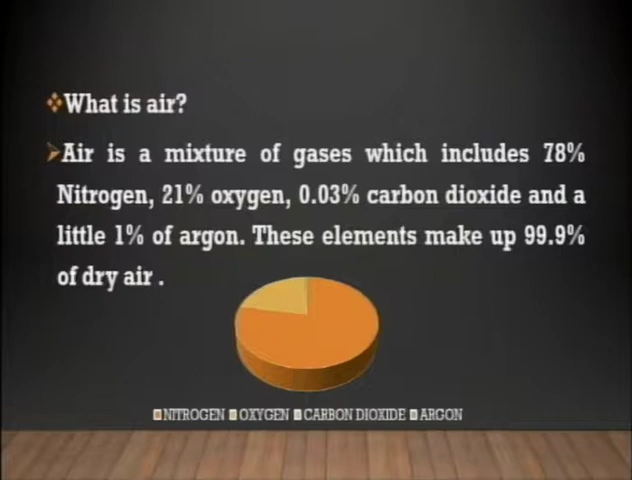 What is air?
Air is a mixture of gases which includes 78%
Nitrogen, 21% oxygen, 0.03% carbon dioxide and a
little 1% of argon. These elements make up 99.9%
of dry air .
NITROGEN OXYGEN CARBON DIOXIDE ARGON